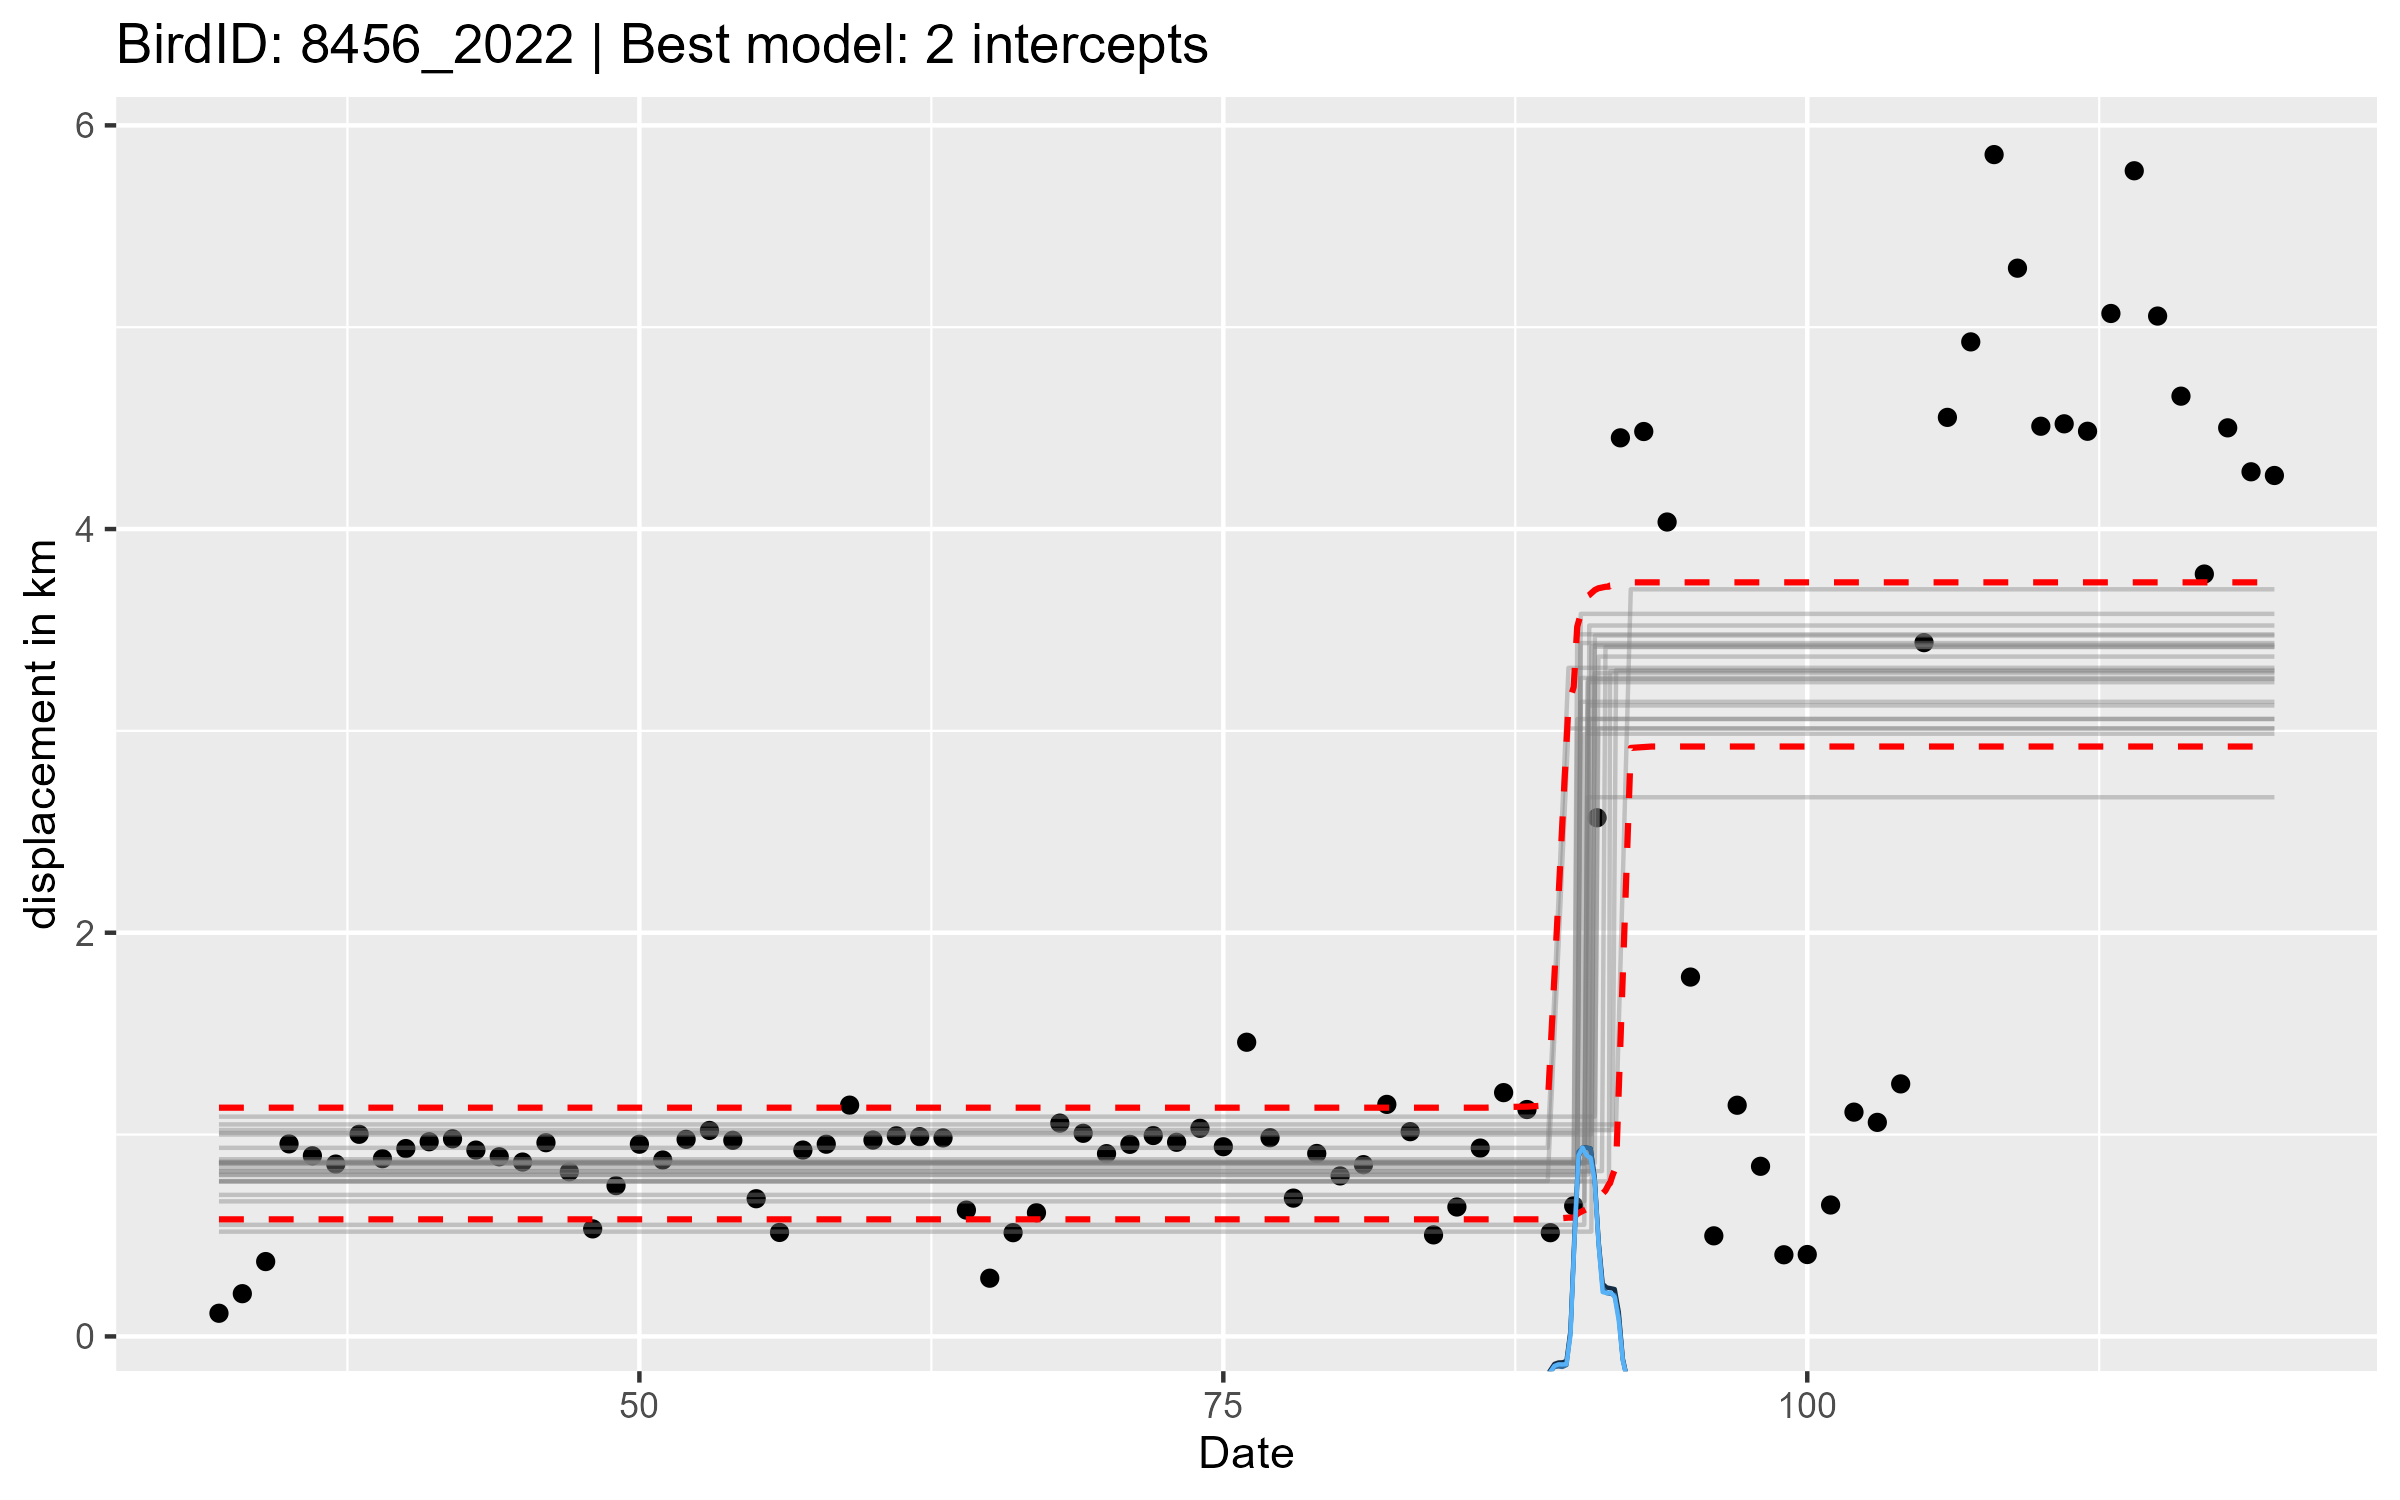 BirdID: 8456_2022 | Best model: 2 intercepts
6
4
2
0
displacement in km
50
75
100
Date